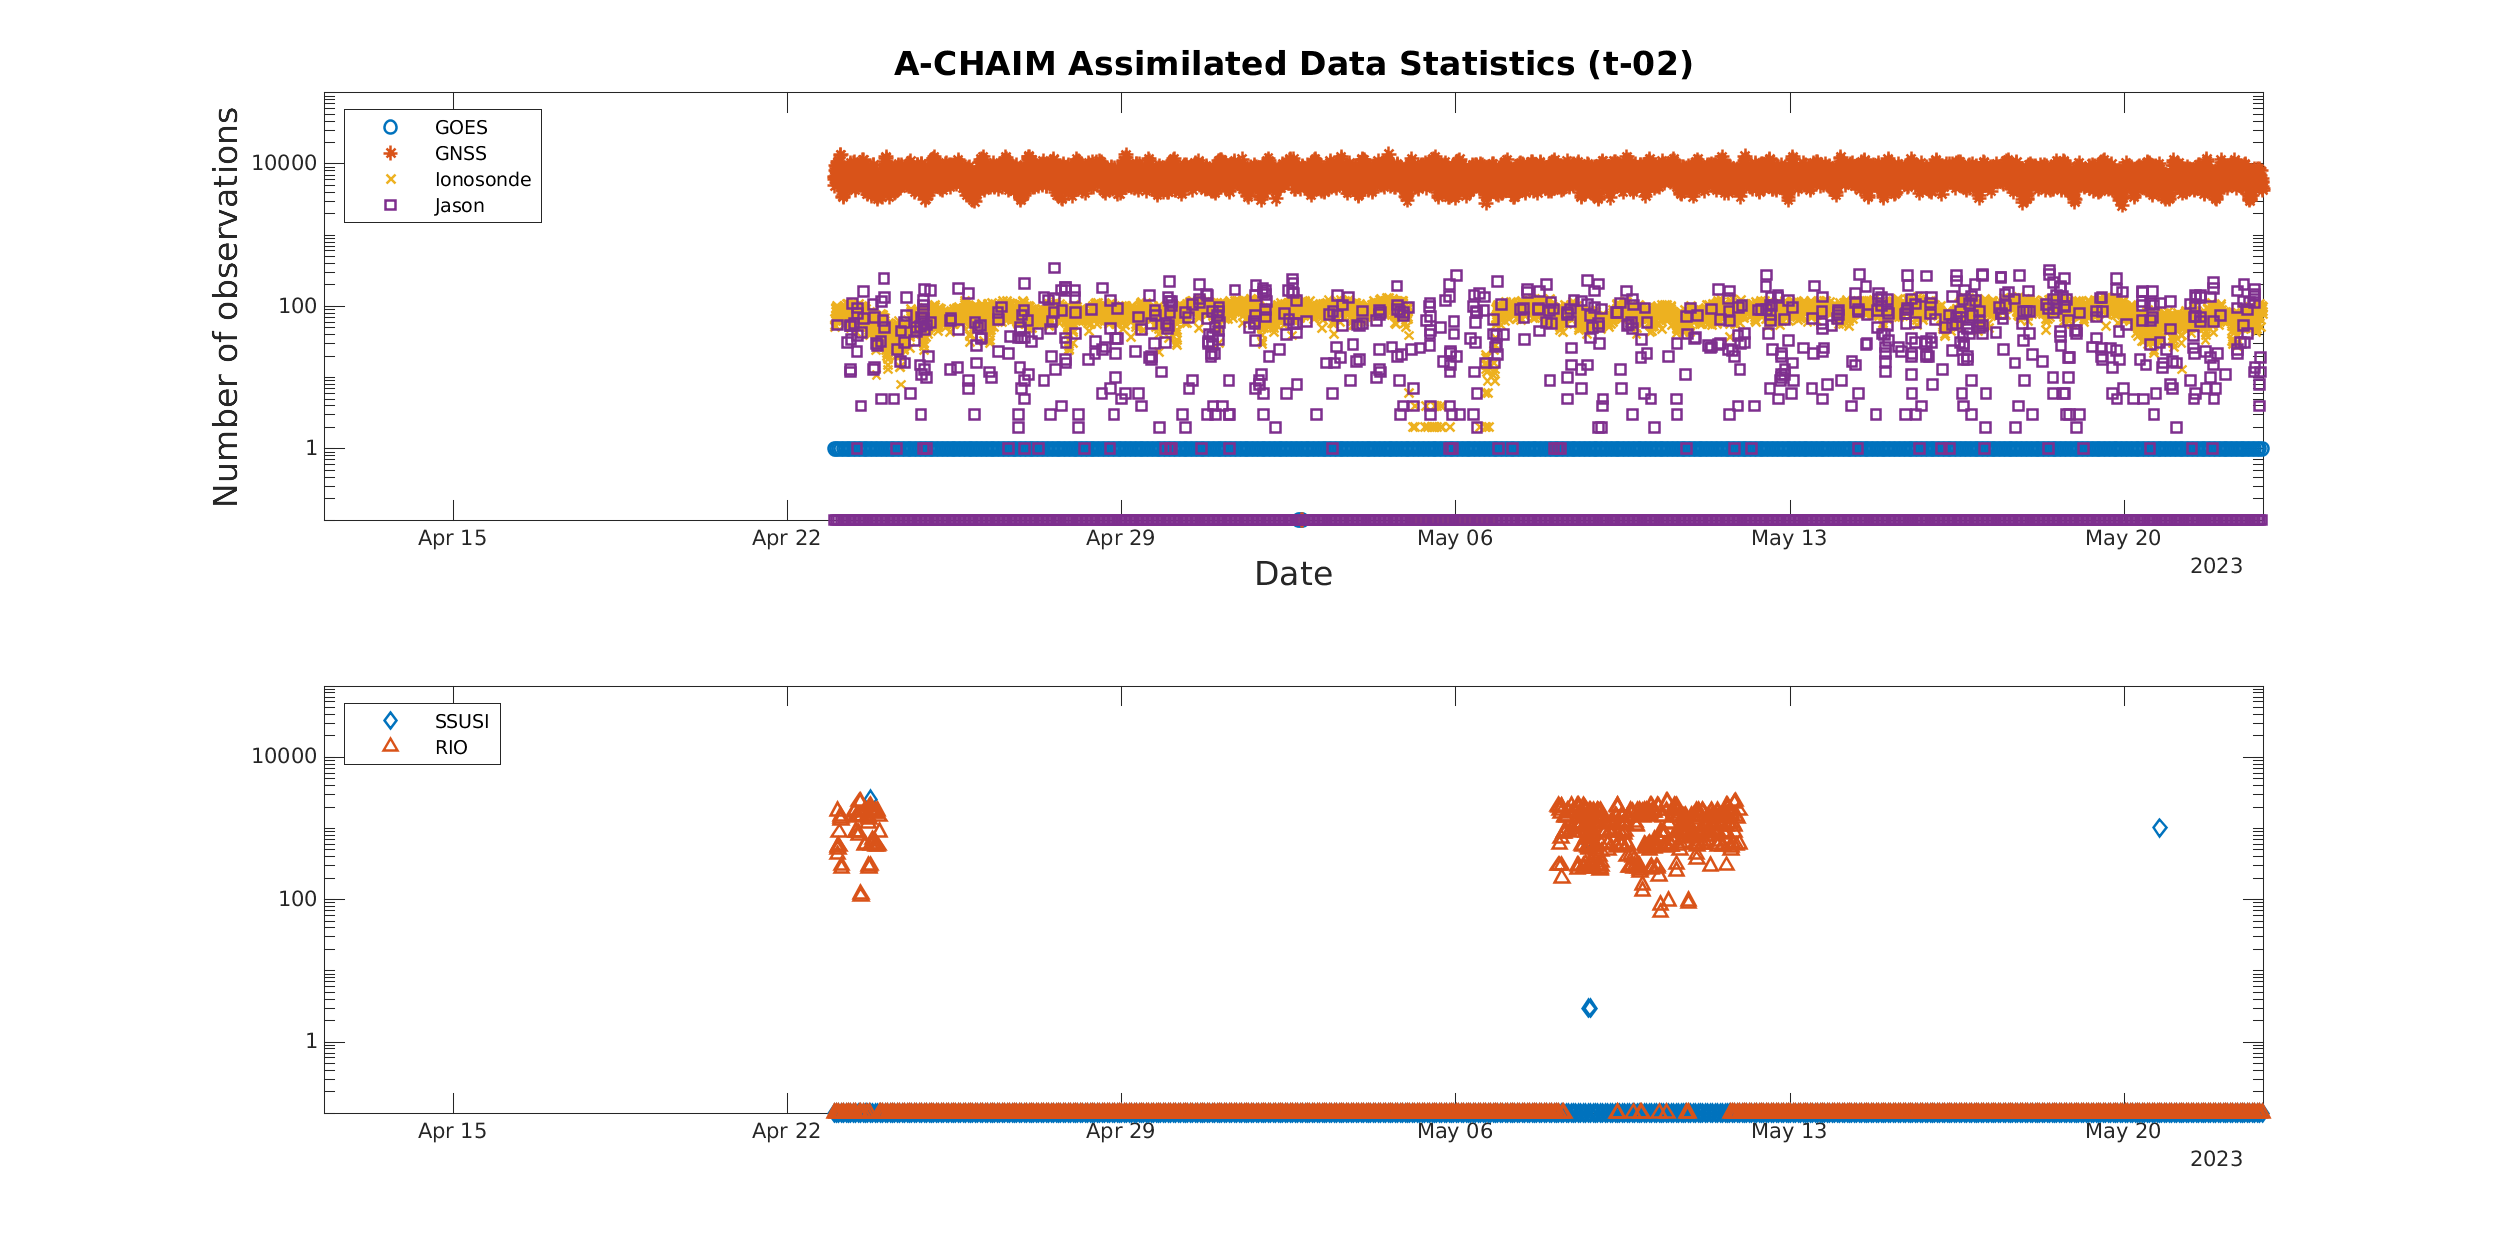 A-CHAIM Assimilated Data Statistics (t-02)
Number of observations
10000
100
1
GOES
GNSS
Ionosonde
Jason
Apr 15
Apr 22
Apr 29
May 06
May 13
May 20
2023
Date
10000
100
1
SSUSI
RIO
Apr 15
Apr 22
Apr 29
May 06
May 13
May 20
2023